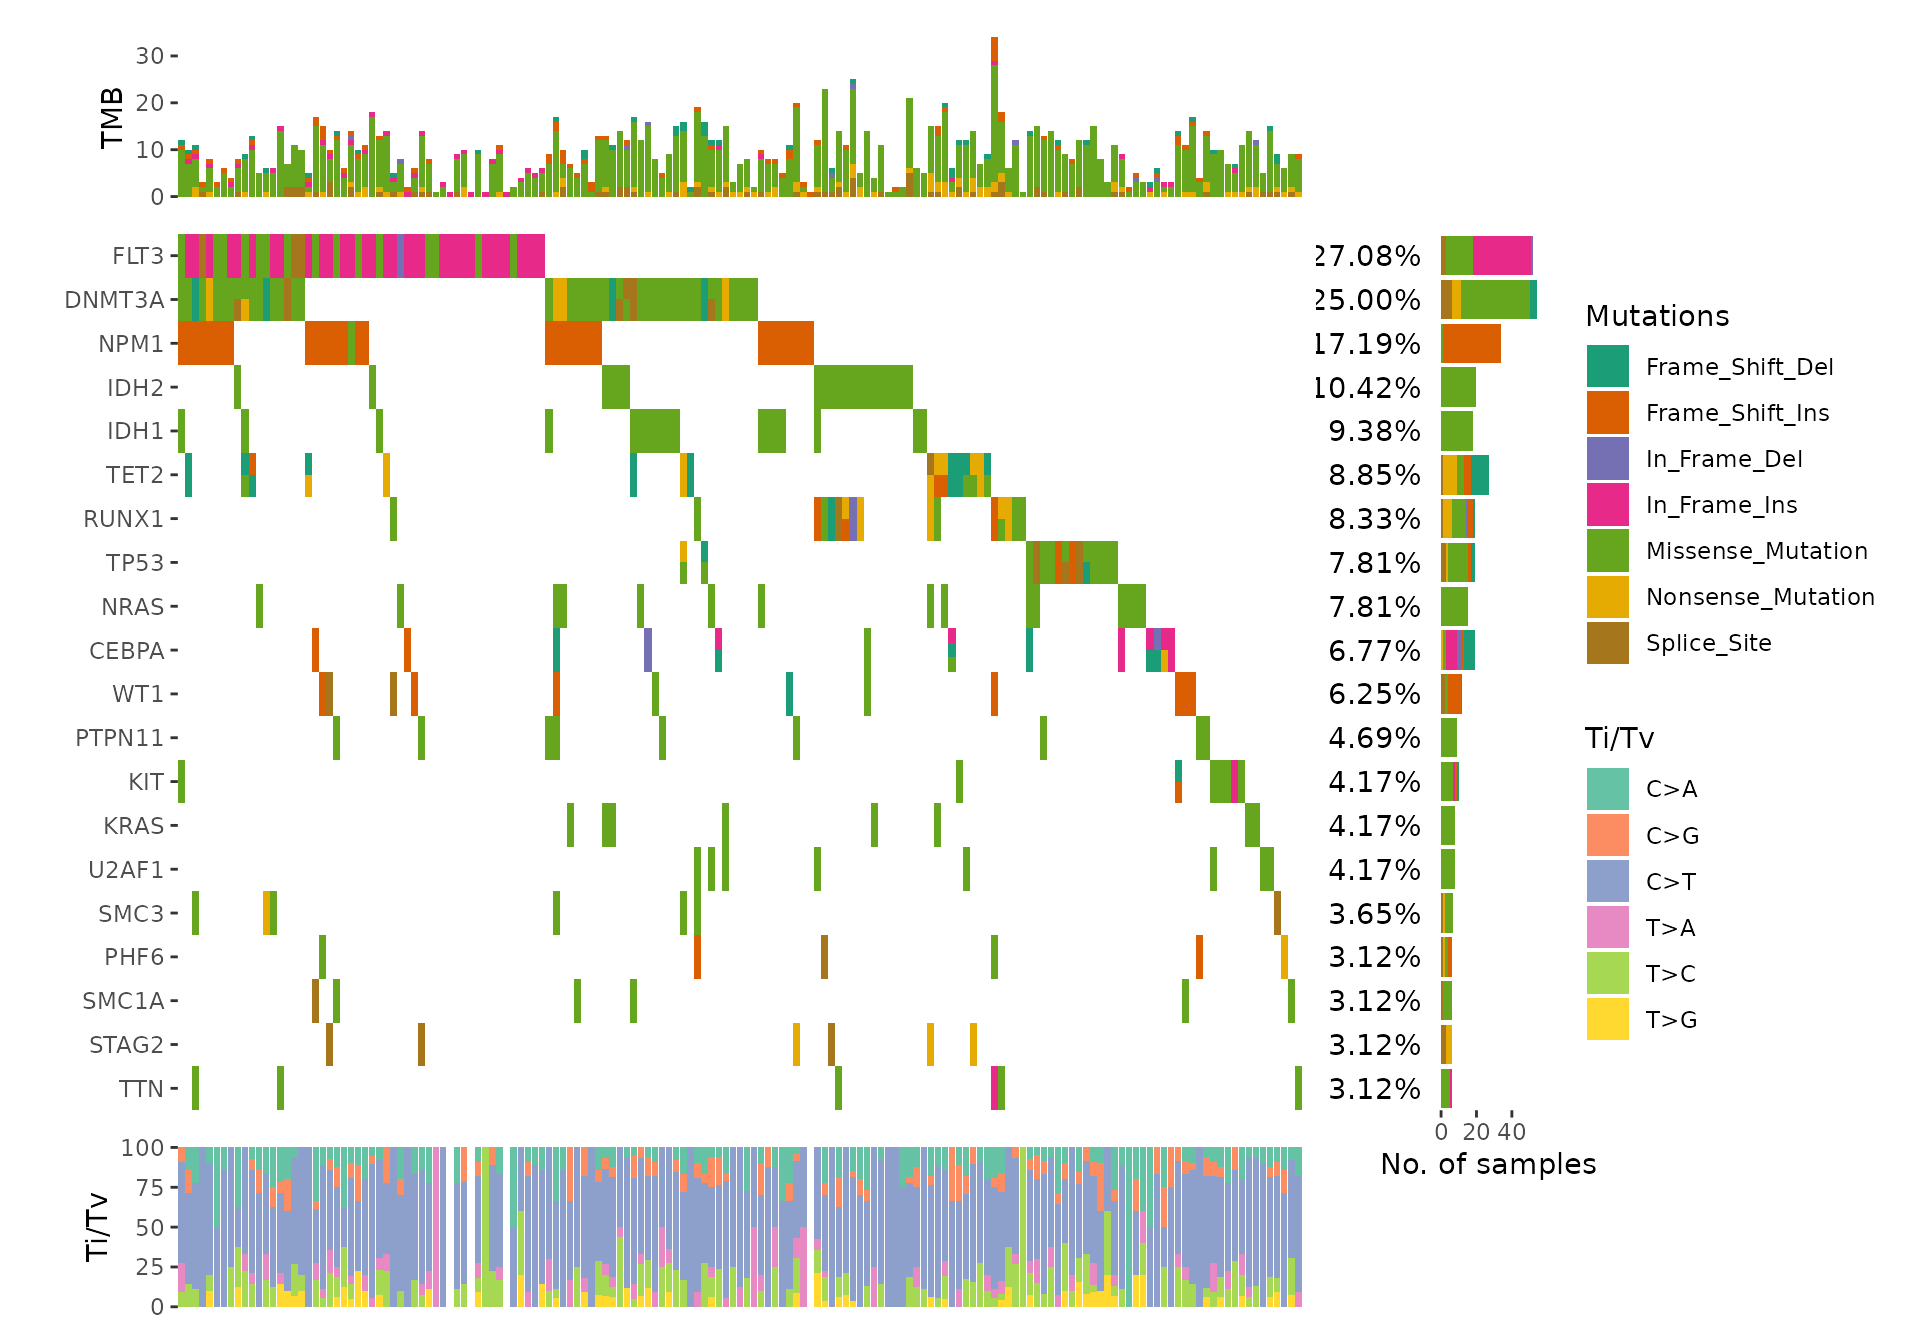 TMB
30
20
10
0
FLT3
27.08%
DNMT3A
25.00%
NPM1
17.19%
IDH2
10.42%
IDH1
9.38%
TET2
8.85%
RUNX1
8.33%
TP53
7.81%
NRAS
7.81%
CEBPA
6.77%
WT1
6.25%
PTPN11
4.69%
KIT
4.17%
KRAS
4.17%
U2AF1
4.17%
SMC3
3.65%
PHF6
3.12%
SMC1A
3.12%
STAG2
3.12%
TTN
3.12%
0 20 40
No. of samples
Mutations
Frame_Shift_Del
Frame_Shift_Ins
In_Frame_Del
In_Frame_Ins
Missense_Mutation
Nonsense_Mutation
Splice_Site
Ti/Tv
C>A
C>G
C>T
T>A
T>C
T>G
Ti/Tv
100
75
50
25
0